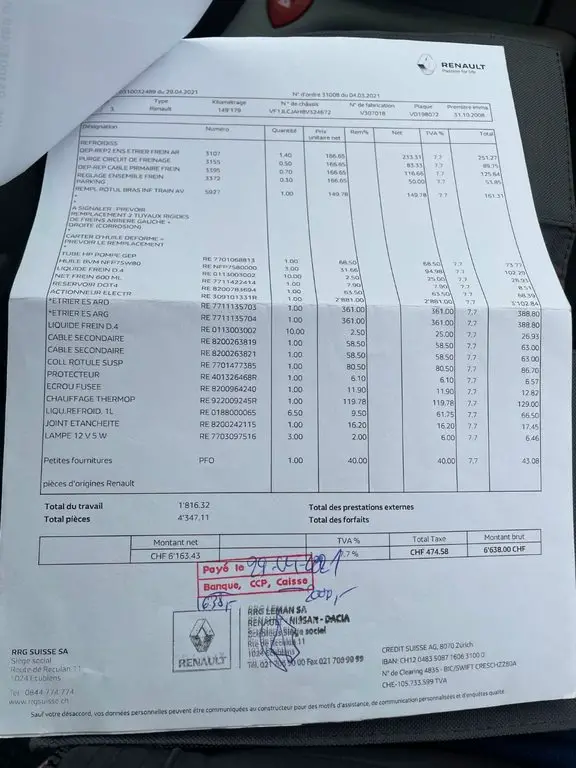 RENAULT
Passion for life
du 29.04.2021 N° d'ordre 31008 du 04.03.2021
Type Kilométrage N° de châssis N° de fabrication Plaque Première imma
3. Renault 149'179 V307018 VD198072 31.10.2008
Désignation Numéro Quantité Prix unitaire net Rem% Net TVA % Total
REFROIDISS
DEP-REP2 ENS ETRIER FREIN AR 3107 1.40 166.65 233.31 7.7 251.27
PURGE CIRCUIT DE FREINAGE 3155 0.50 166.65 83.33 7.7 89.75
DEP-REP CABLE PRIMAIRE FREIN 3395 0.70 166.65 116.66 7.7 125.64
REGLAGE ENSEMBLE FREIN 3372 0.30 166.65 50.00 7.7 53.85
PARKING
REMPL ROTUL BRAS INF TRAIN AV 5927 1.00 149.78 149.78 7.7 161.31
*
*
A SIGNALER : PREVOIR
REMPLACEMENT 2 TUYAUX RIGIDES
DE FREINS ARRIERE GAUCHE +
DROITE (CORROSION)
*
CARTER D'HUILE DEFORME =
PREVOIR LE REMPLACEMENT
*
TUBE HP POMPE GEP RE 7701068813 1.00 68.50 68.50 7.7 73.77
HUILE BVM NFP75W80 RE NFP7580000 3.00 31.66 94.98 7.7 102.29
LIQUIDE FREIN D.4 RE 0113003002 10.00 2.50 25.00 7.7 26.93
NET FREIN 600 ML RE 7711422414 1.00 7.90 7.90 7.7 8.51
RESERVOIR DOT4 RE 8200783694 1.00 63.50 63.50 7.7 68.39
ACTIONNEUR-ELECTR RE 309101331R 1.00 2'881.00 2'881.00 7.7 3'102.84
*ETRIER ES ARD RE 7711135703 1.00 361.00 361.00 7.7 388.80
*ETRIER ES ARG RE 7711135704 1.00 361.00 361.00 7.7 388.80
LIQUIDE FREIN D.4 RE 0113003002 10.00 2.50 25.00 7.7 26.93
CABLE SECONDAIRE RE 8200263819 1.00 58.50 58.50 7.7 63.00
CABLE SECONDAIRE RE 8200263821 1.00 58.50 58.50 7.7 63.00
COLL ROTULE SUSP RE 7701477385 1.00 80.50 80.50 7.7 86.70
PROTECTEUR RE 401326468R 1.00 6.10 6.10 7.7 6.57
ECROU FUSEE RE 8200964240 1.00 11.90 11.90 7.7 12.82
CHAUFFAGE THERMOP RE 922009245R 1.00 119.78 119.78 7.7 129.00
LIQU.REFROID. 1L RE 0188000065 6.50 9.50 61.75 7.7 66.50
JOINT ETANCHEITE RE 8200242115 1.00 16.20 16.20 7.7 17.45
LAMPE 12 V 5 W RE 7703097516 3.00 2.00 6.00 7.7 6.46
Petites fournitures PFO 1.00 40.00 40.00 7.7 43.08
pièces d'origines Renault
Total du travail 1'816.32 Total des prestations externes
Total pièces 4'347.11 Total des forfaits
Montant net TVA % Total Taxe Montant brut
CHF 6'163.43 7.7 % CHF 474.58 6'638.00 CHF
Payé le
Banque, CCP, Caisse
RENAULT
RRG LEMAN SA
RENAULT - NISSAN - DACIA
Siège social
Rte de Reculan 11
1024 Ecublens
RRG SUISSE SA
Siège social
Route de Reculan 11
1024 Ecublens
Tél 0844 774 774
www.rrgsuisse.ch
CREDIT SUISSE AG, 8070 Zürich
IBAN: CH12 0483 5087 1606 3100 0
N° de Clearing 4835 - BIC/SWIFT CRESCHZZ80A
CHE-105.733.599 TVA
Sauf votre désaccord, vos données personnelles peuvent être communiquées au constructeur pour des motifs d'assistance, de communication personnalisées et d'enquêtes qualité.